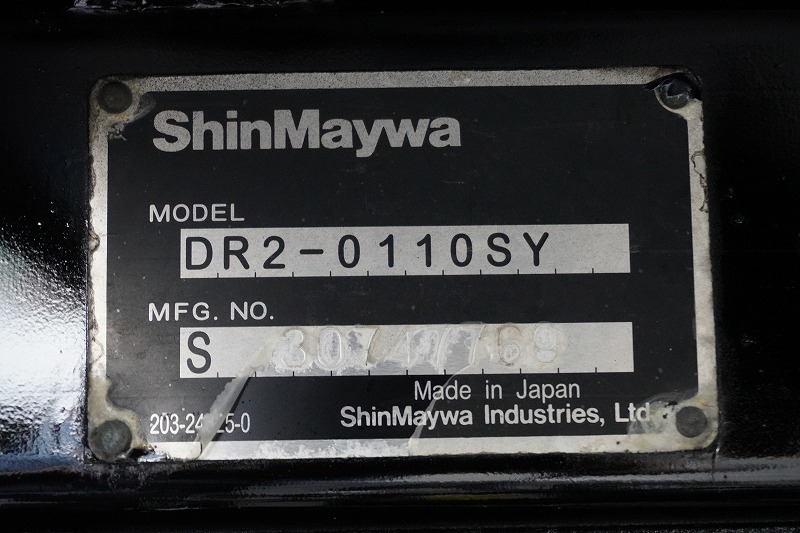 ShinMaywa
MODEL
DR2-0110SY
MFG. NO.
S
Made in Japan
ShinMaywa Industries, Ltd